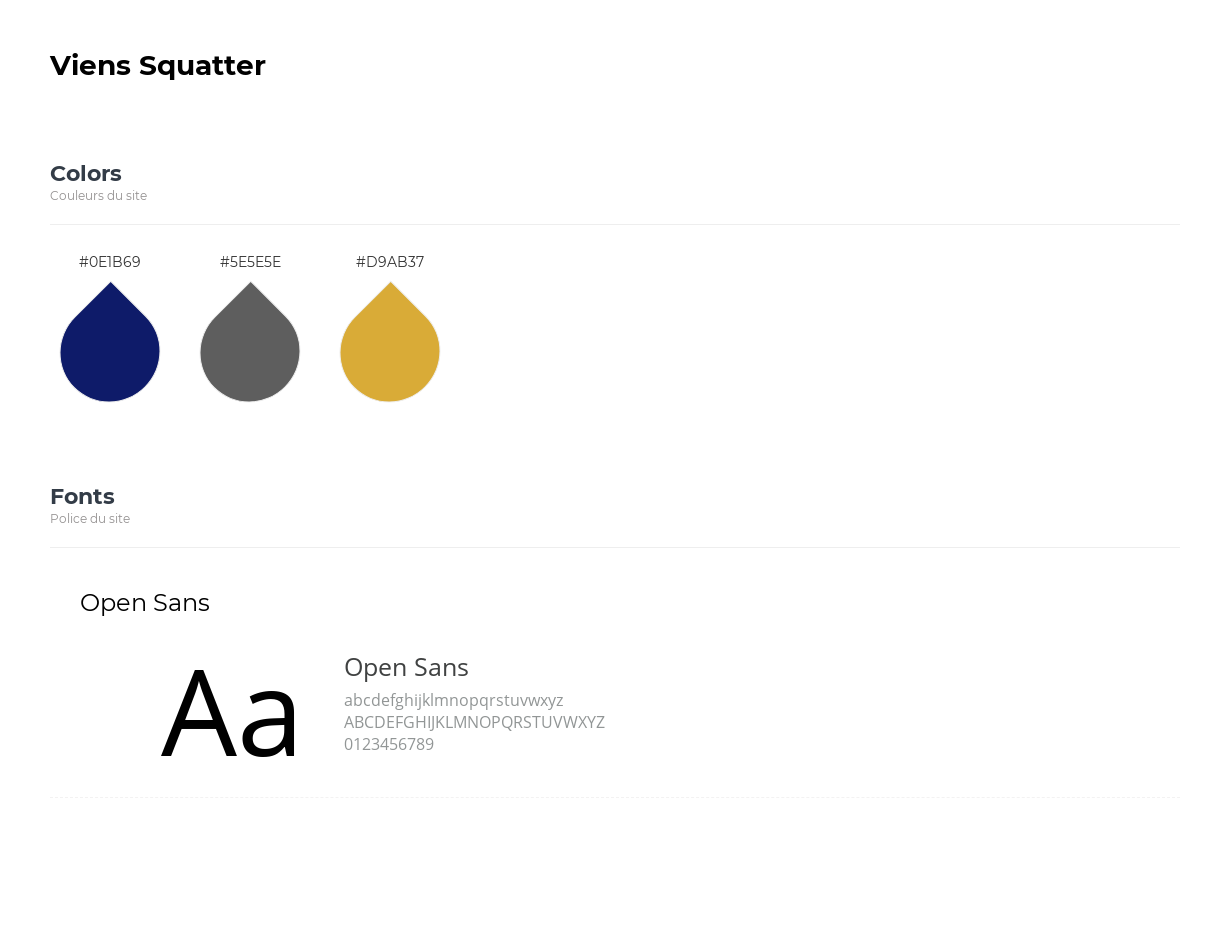 Viens Squatter
Colors
Couleurs du site
#0E1B69 #5E5E5E #D9AB37
Fonts
Police du site
Open Sans
Aa
Open Sans
abcdefghijklmnopqrstuvwxyz
ABCDEFGHIJKLMNOPQRSTUVWXYZ
0123456789